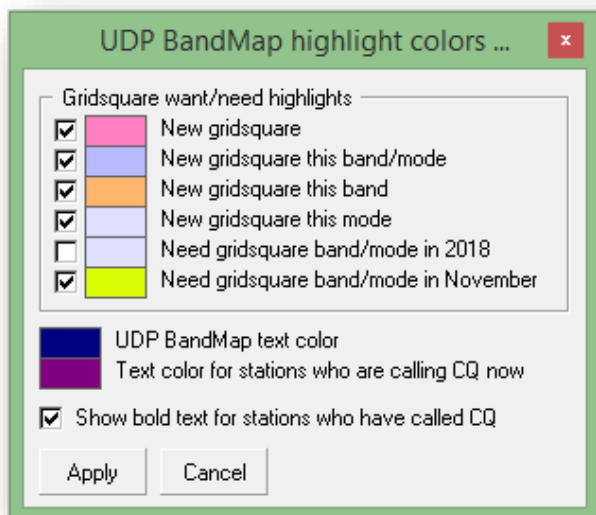 UDP BandMap highlight colors ...
x
Gridsquare want/need highlights
New gridsquare
New gridsquare this band/mode
New gridsquare this band
New gridsquare this mode
Need gridsquare band/mode in 2018
Need gridsquare band/mode in November
UDP BandMap text color
Text color for stations who are calling CQ now
Show bold text for stations who have called CQ
Apply Cancel